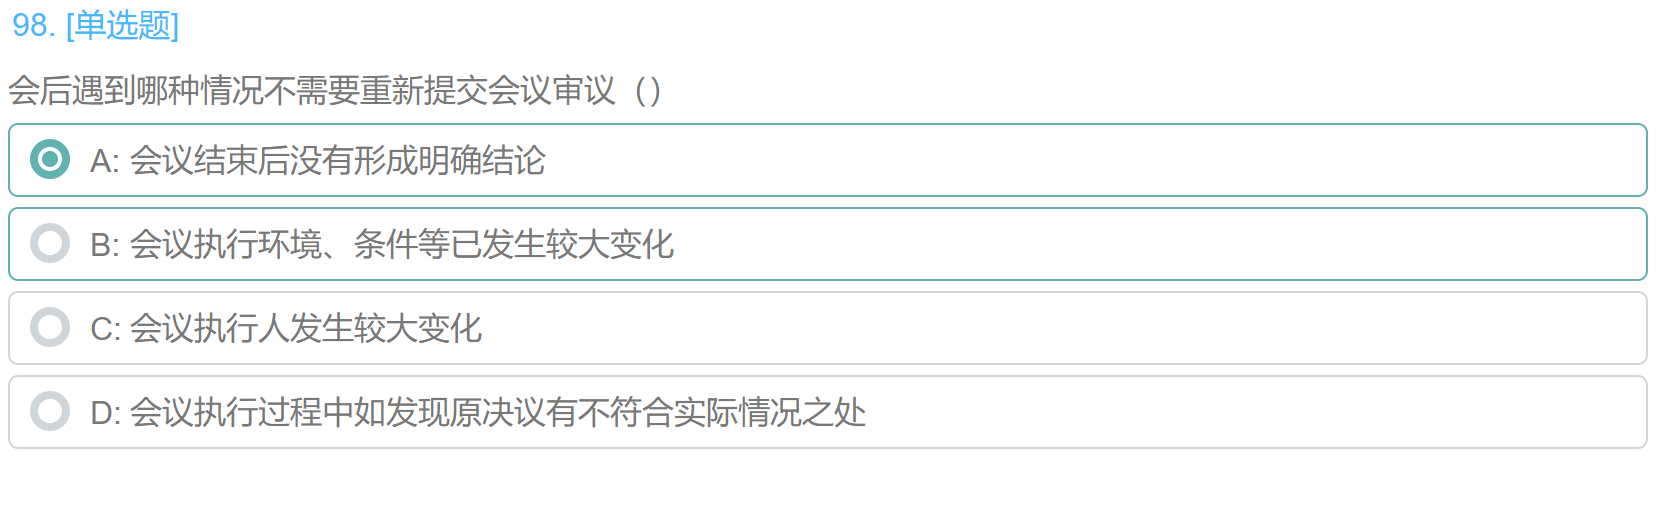 98. [单选题]
会后遇到哪种情况不需要重新提交会议审议（）
A: 会议结束后没有形成明确结论
B: 会议执行环境、条件等已发生较大变化
C: 会议执行人发生较大变化
D: 会议执行过程中如发现原决议有不符合实际情况之处